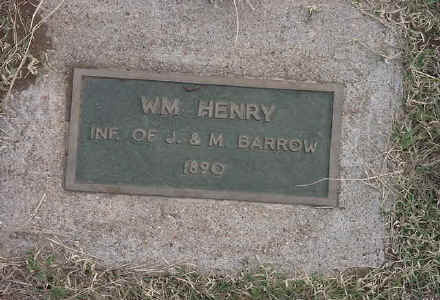 WM HENRY
INF. OF J. & M. BARROW
1890